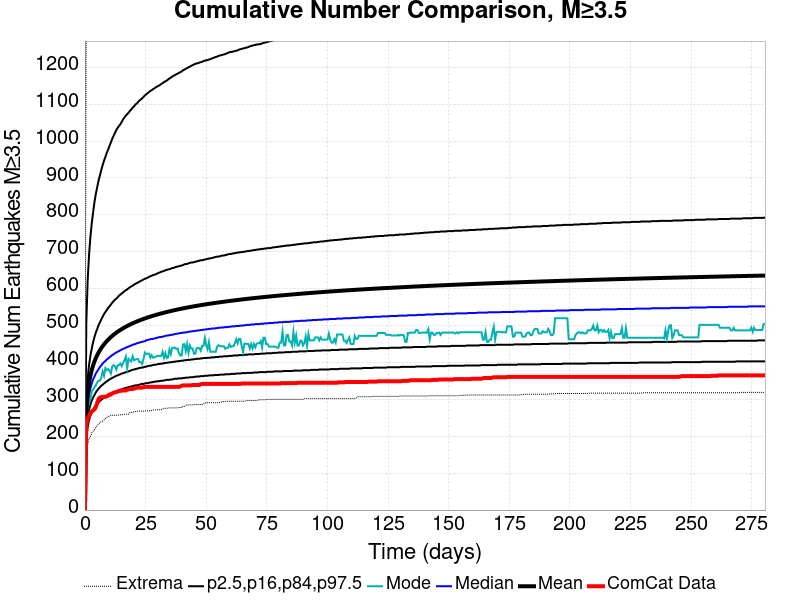 Cumulative Number Comparison, M≥3.5
Cumulative Num Earthquakes M≥3.5
1200
1100
1000
900
800
700
600
500
400
300
200
100
0
0 25 50 75 100 125 150 175 200 225 250 275
Time (days)
Extrema p2.5,p16,p84,p97.5 Mode Median Mean ComCat Data